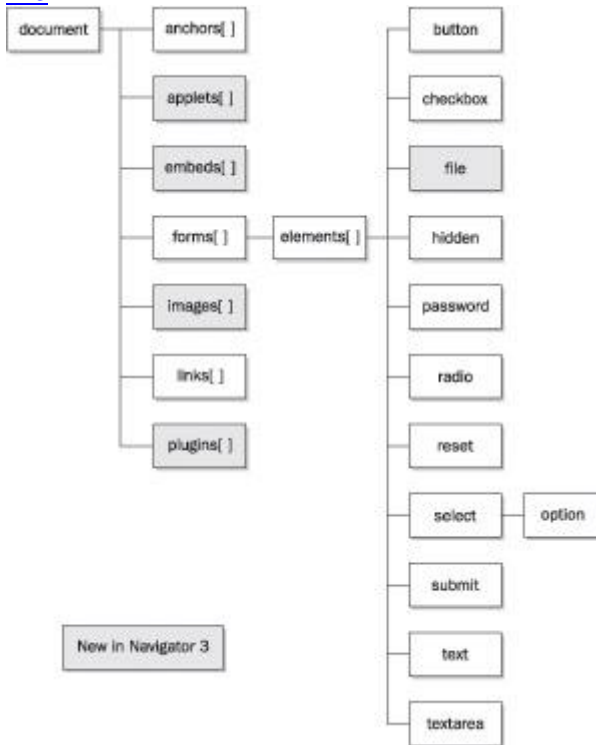 document
anchors[ ]
applets[ ]
embeds[ ]
forms[ ]
elements[ ]
images[ ]
links[ ]
plugins[ ]
button
checkbox
file
hidden
password
radio
reset
select
option
submit
text
textarea
New in Navigator 3